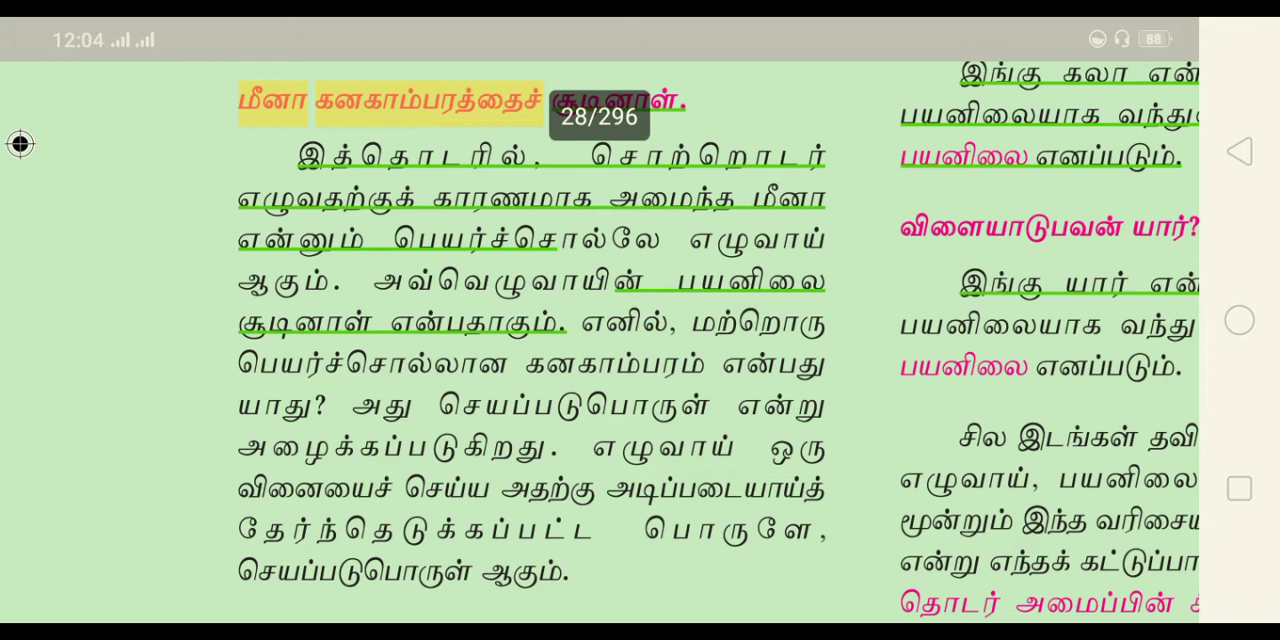 12:04
88
மீனா கனகாம்பரத்தைச் சூடினாள்.
28/296
இத்தொடரில், சொற்றொடர்
எழுவதற்குக் காரணமாக அமைந்த மீனா
என்னும் பெயர்ச்சொல்லே எழுவாய்
ஆகும். அவ்வெழுவாயின் பயனிலை
சூடினாள் என்பதாகும். எனில், மற்றொரு
பெயர்ச்சொல்லான கனகாம்பரம் என்பது
யாது? அது செயப்படுபொருள் என்று
அழைக்கப்படுகிறது. எழுவாய் ஒரு
வினையைச் செய்ய அதற்கு அடிப்படையாய்த்
தேர்ந்தெடுக்கப்பட்ட பொருளே,
செயப்படுபொருள் ஆகும்.
இங்கு கலா என்
பயனிலையாக வந்து
பயனிலை எனப்படும்.
விளையாடுபவன் யார்?
இங்கு யார் என்
பயனிலையாக வந்து
பயனிலை எனப்படும்.
சில இடங்கள் தவி
எழுவாய், பயனிலை
மூன்றும் இந்த வரிசைய
என்று எந்தக் கட்டுப்பா
தொடர் அமைப்பின்